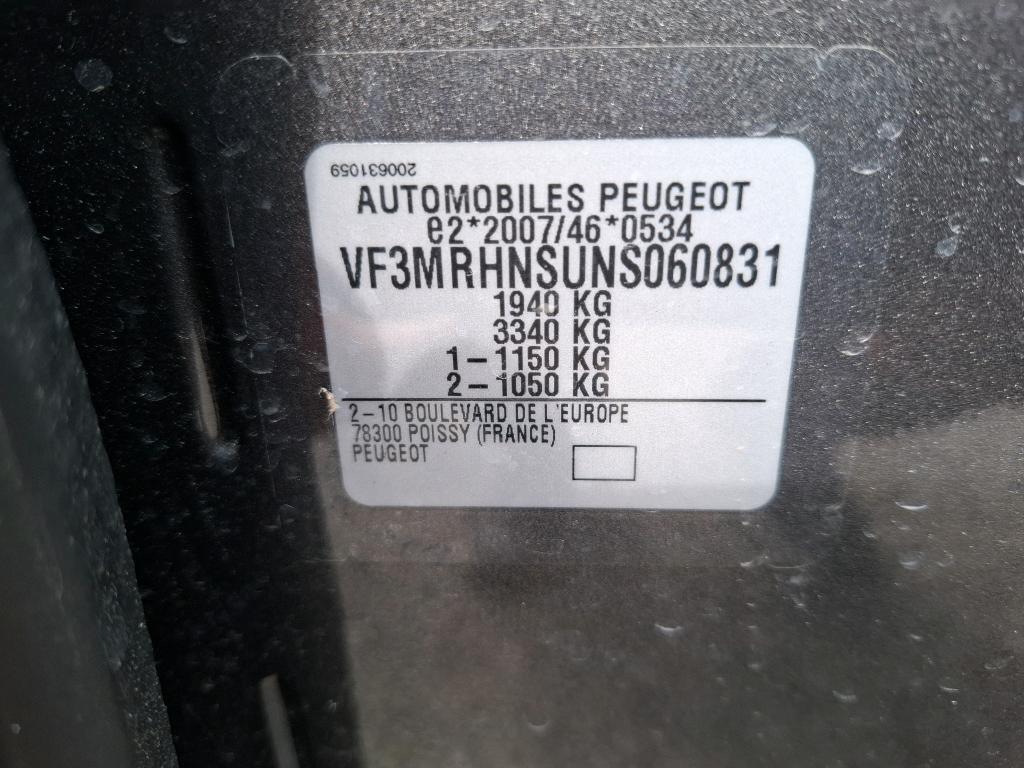 200631059
AUTOMOBILES PEUGEOT
e2*2007/46*0534
VF3MRHNSUNS060831
1940 KG
3340 KG
1-1150 KG
2-1050 KG
2-10 BOULEVARD DE L'EUROPE
78300 POISSY (FRANCE)
PEUGEOT